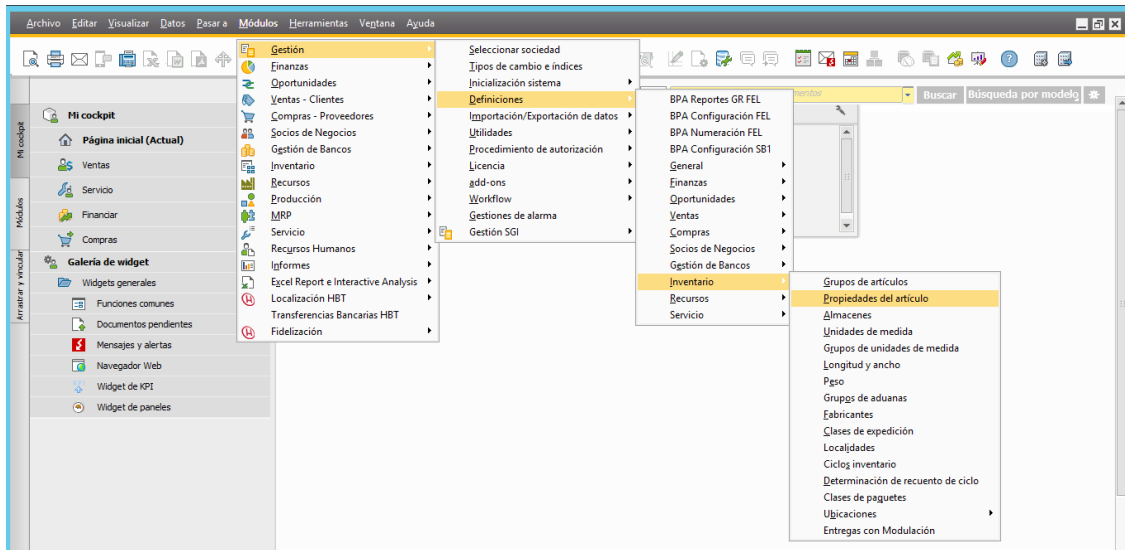 Archivo Editar Visualizar Datos Pasar a Módulos Herramientas Ventana Ayuda
Buscar Búsqueda por modelo
Mi cockpit
Módulos
Arrastrar y vincular
Mi cockpit
Página inicial (Actual)
Ventas
Servicio
Financiar
Compras
Galería de widget
Widgets generales
Funciones comunes
Documentos pendientes
Mensajes y alertas
Navegador Web
Widget de KPI
Widget de paneles
Gestión
Finanzas
Oportunidades
Ventas - Clientes
Compras - Proveedores
Socios de Negocios
Gestión de Bancos
Inventario
Recursos
Producción
MRP
Servicio
Recursos Humanos
Informes
Excel Report e Interactive Analysis
Localización HBT
Transferencias Bancarias HBT
Fidelización
Seleccionar sociedad
Tipos de cambio e índices
Inicialización sistema
Definiciones
Importación/Exportación de datos
Utilidades
Procedimiento de autorización
Licencia
add-ons
Workflow
Gestiones de alarma
Gestión SGI
BPA Reportes GR FEL
BPA Configuración FEL
BPA Numeración FEL
BPA Configuración SB1
General
Finanzas
Oportunidades
Ventas
Compras
Socios de Negocios
Gestión de Bancos
Inventario
Recursos
Servicio
Grupos de artículos
Propiedades del artículo
Almacenes
Unidades de medida
Grupos de unidades de medida
Longitud y ancho
Peso
Grupos de aduanas
Fabricantes
Clases de expedición
Localidades
Ciclos inventario
Determinación de recuento de ciclo
Clases de paquetes
Ubicaciones
Entregas con Modulación